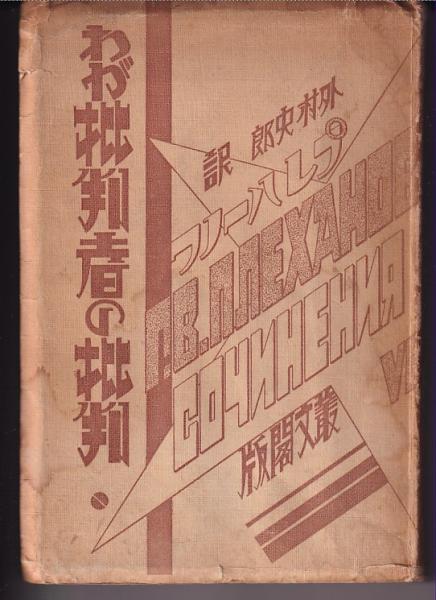 わが批判者の批判
外村史郎 訳
プレハーノフ
Г.В.ПЛЕХАНОВ
СОЧИНЕНИЯ
叢文閣版